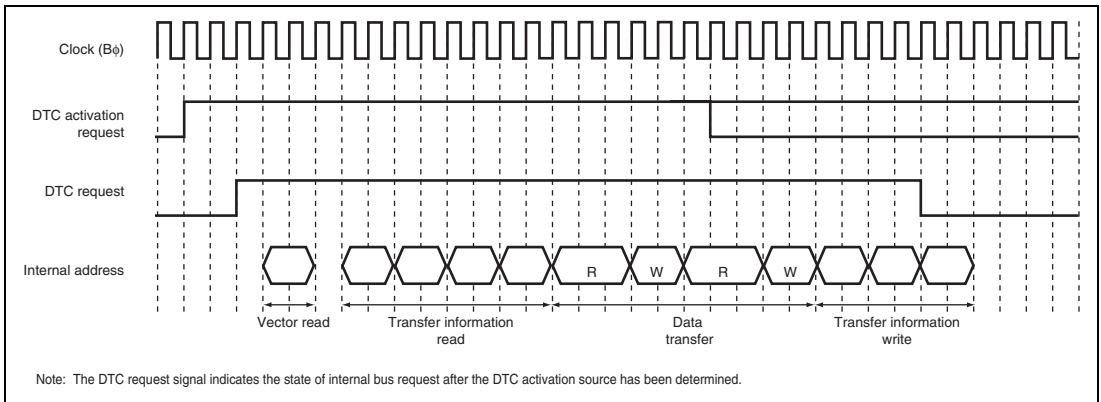 Clock (Bϕ)
DTC activation
request
DTC request
Internal address
R
W
R
W
Vector read
Transfer information
read
Data
transfer
Transfer information
write
Note: The DTC request signal indicates the state of internal bus request after the DTC activation source has been determined.